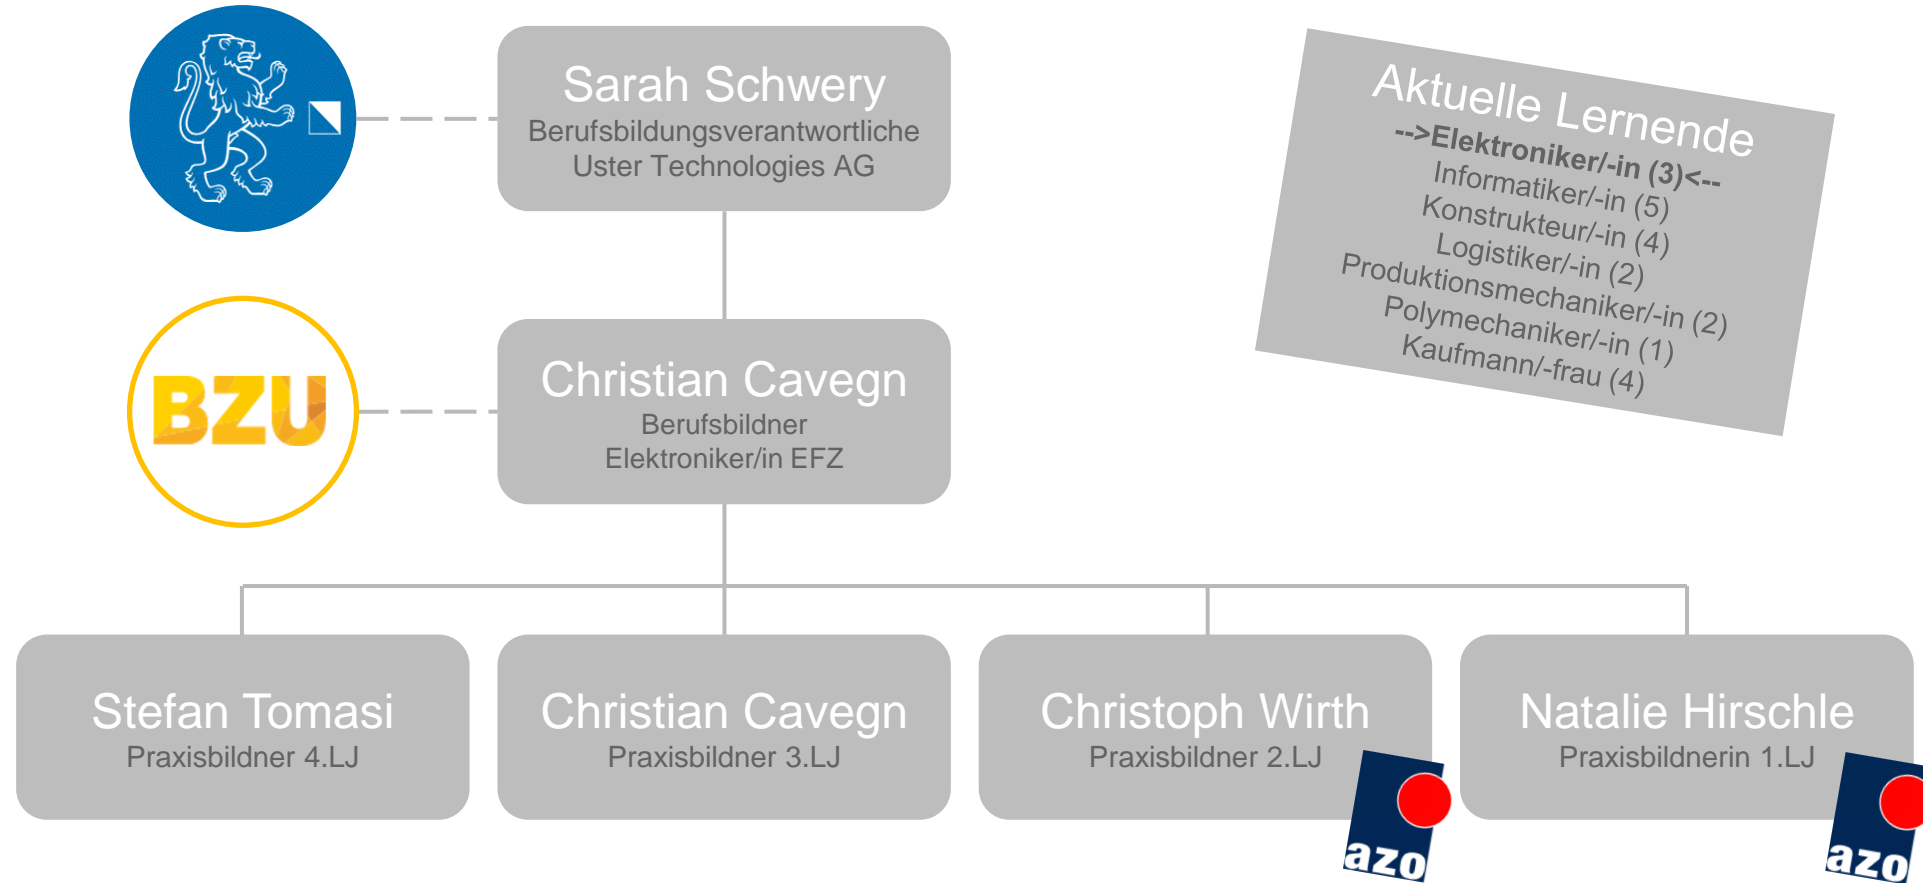 Sarah Schwery
Berufsbildungsverantwortliche
Uster Technologies AG
Aktuelle Lernende
-->Elektroniker/-in (3)<--
Informatiker/-in (5)
Konstrukteur/-in (4)
Logistiker/-in (2)
Produktionsmechaniker/-in (2)
Polymechaniker/-in (1)
Kaufmann/-frau (4)
BZU
Christian Cavegn
Berufsbildner
Elektroniker/in EFZ
Stefan Tomasi
Praxisbildner 4.LJ
Christian Cavegn
Praxisbildner 3.LJ
Christoph Wirth
Praxisbildner 2.LJ
azo
Natalie Hirschle
Praxisbildnerin 1.LJ
azo